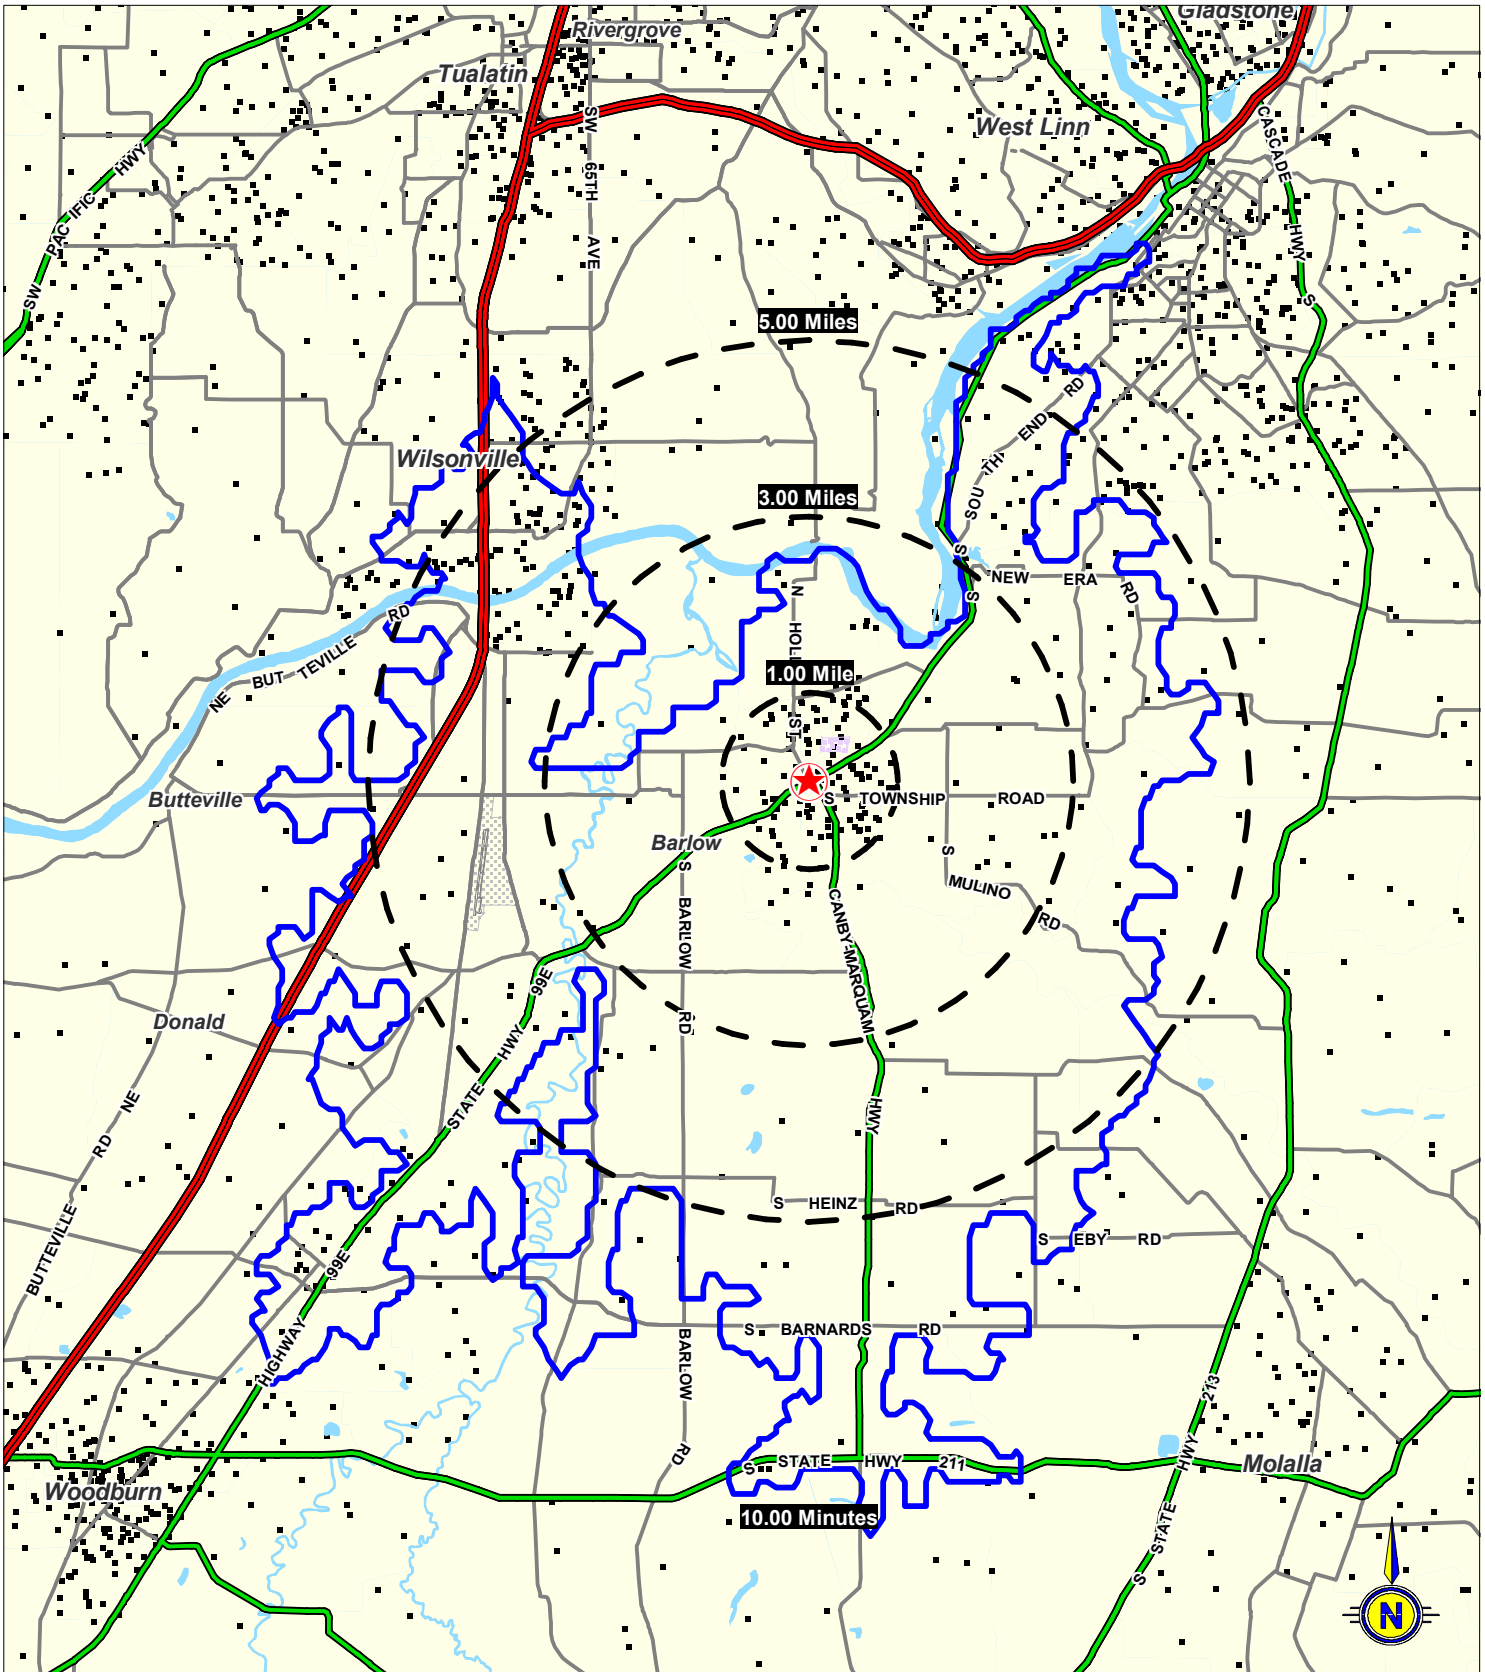 Gladstone
Rivergrove
Tualatin
West Linn
SW 65TH AVE
CASCADE HWY S
SW PACIFIC HWY
5.00 Miles
SOUTH END RD
Wilsonville
3.00 Miles
S
S NEW ERA RD
N HOLLY ST
NE BUTTEVILLE RD
1.00 Mile
Butteville
S TOWNSHIP ROAD
Barlow
S BARLOW RD
S MULINO RD
CANBY-MARQUAM HWY
Donald
STATE HWY 99E
BUTTEVILLE RD NE
S HEINZ RD
S EBY RD
HIGHWAY 99E
S BARNARDS RD
BARLOW RD
S STATE HWY 213
S STATE HWY 211
Molalla
Woodburn
10.00 Minutes
N